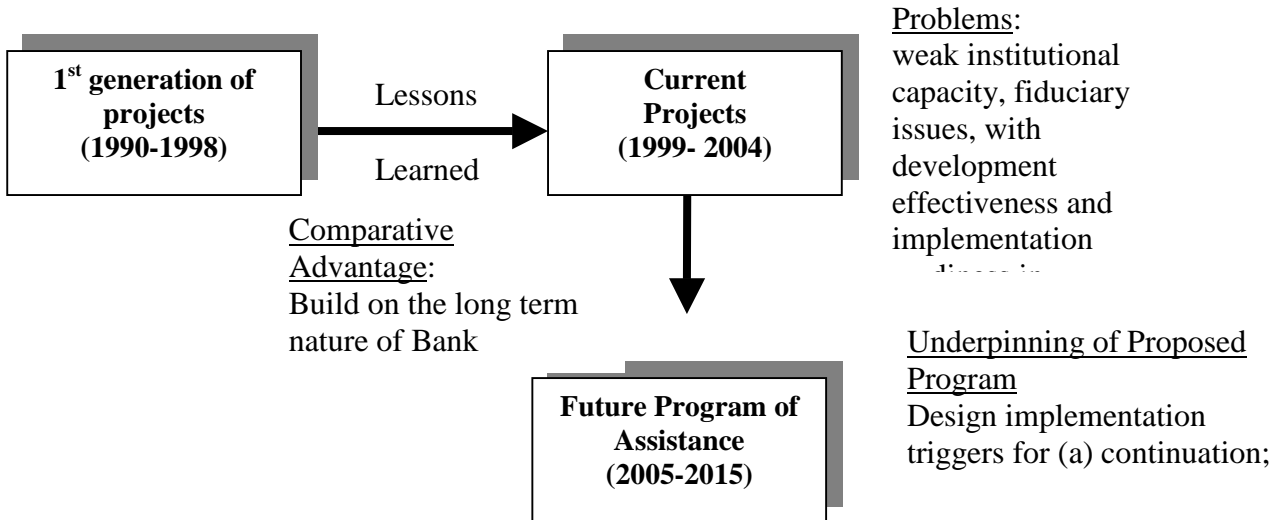 1st generation of
projects
(1990-1998)
Lessons
Learned
Current
Projects
(1999- 2004)
Problems:
weak institutional
capacity, fiduciary
issues, with
development
effectiveness and
implementation
Comparative
Advantage:
Build on the long term
nature of Bank
Future Program of
Assistance
(2005-2015)
Underpinning of Proposed
Program
Design implementation
triggers for (a) continuation;